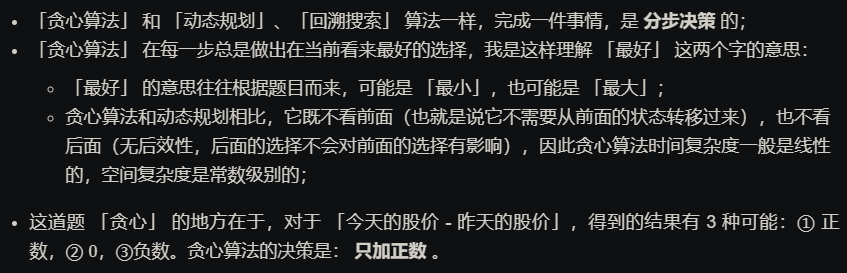 「贪心算法」 和 「动态规划」、「回溯搜索」 算法一样，完成一件事情，是 分步决策 的；
「贪心算法」 在每一步总是做出在当前看来最好的选择，我是这样理解 「最好」 这两个字的意思：
「最好」 的意思往往根据题目而来，可能是 「最小」，也可能是 「最大」；
贪心算法和动态规划相比，它既不看前面（也就是说它不需要从前面的状态转移过来），也不看
后面（无后效性，后面的选择不会对前面的选择有影响），因此贪心算法时间复杂度一般是线性
的，空间复杂度是常数级别的；
这道题 「贪心」 的地方在于，对于 「今天的股价 - 昨天的股价」，得到的结果有 3 种可能：① 正
数，② 0，③负数。贪心算法的决策是： 只加正数 。